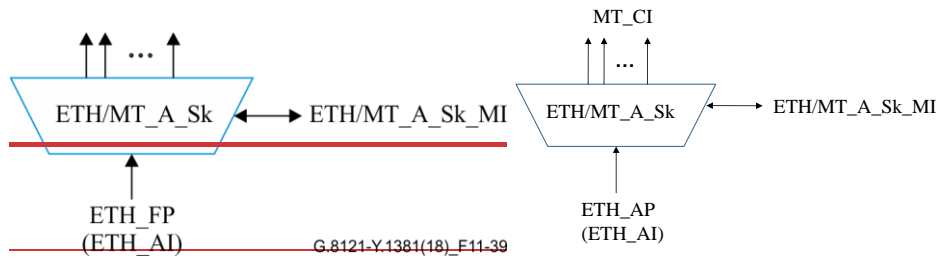 ...
ETH/MT_A_Sk
ETH/MT_A_Sk_MI
ETH_FP
(ETH_AI)
G.8121-Y.1381(18)_F11-39
MT_CI
...
ETH/MT_A_Sk
ETH/MT_A_Sk_MI
ETH_AP
(ETH_AI)